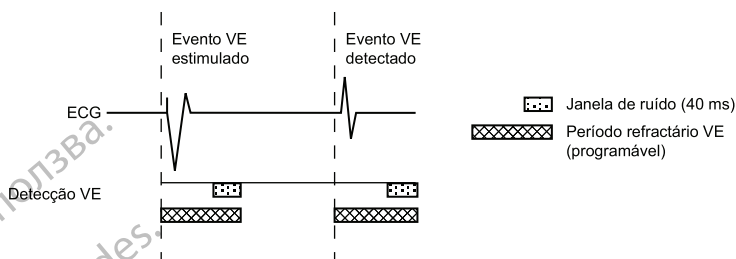 Evento VE
estimulado
Evento VE
detectado
ECG
Janela de ruído (40 ms)
Período refractário VE
(programável)
Detecção VE